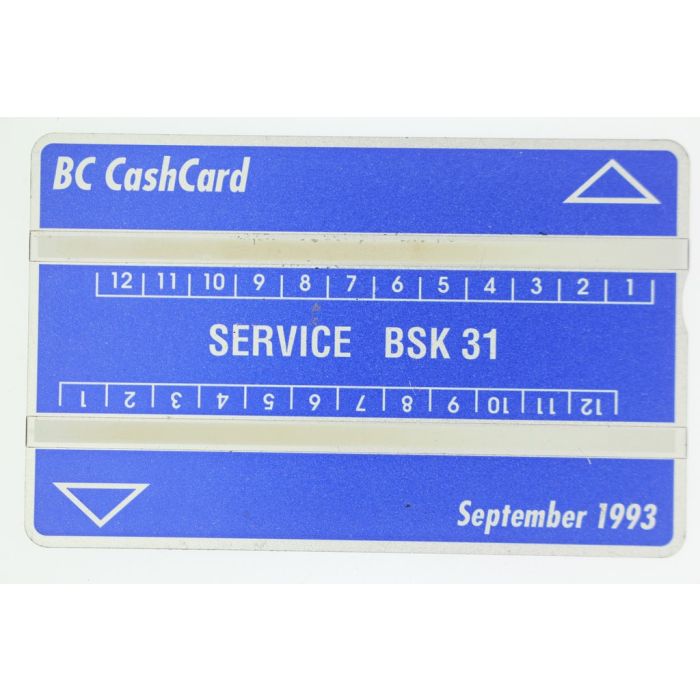 BC CashCard
12 11 10 9 8 7 6 5 4 3 2 1
SERVICE BSK 31
1 2 3 4 5 6 7 8 9 10 11 12
September 1993